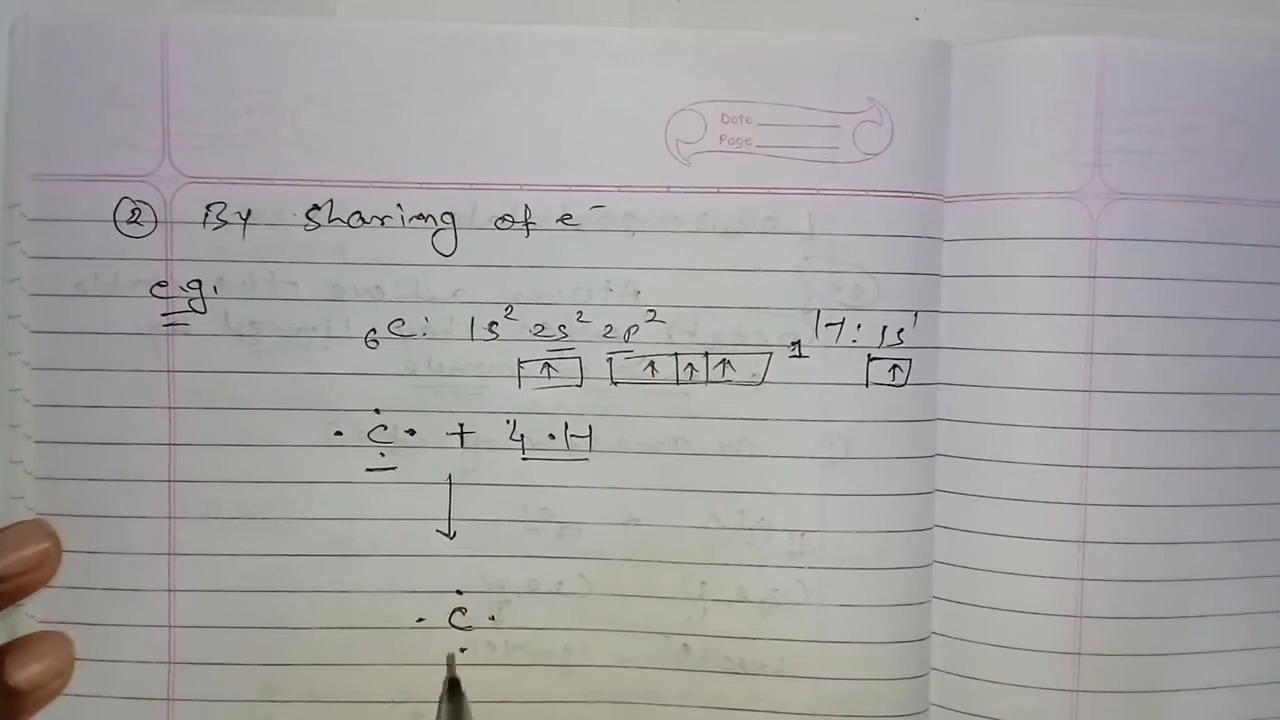 Date
Page
② By sharing of e⁻
e.g.
₆C: 1s² 2s² 2p² ₁H: 1s¹
↑ ↑ ↑ ↑ ↑
· C · + 4 · H
↓
· C ·